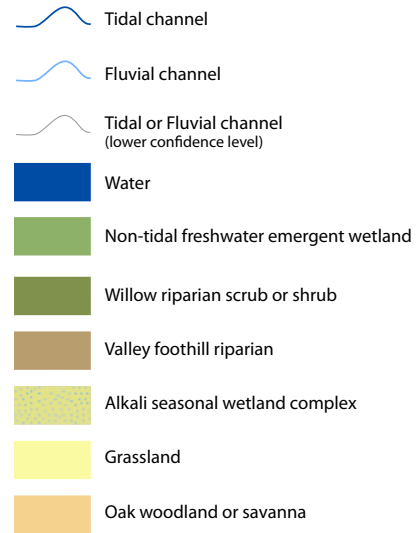 Tidal channel
Fluvial channel
Tidal or Fluvial channel
(lower confidence level)
Water
Non-tidal freshwater emergent wetland
Willow riparian scrub or shrub
Valley foothill riparian
Alkali seasonal wetland complex
Grassland
Oak woodland or savanna